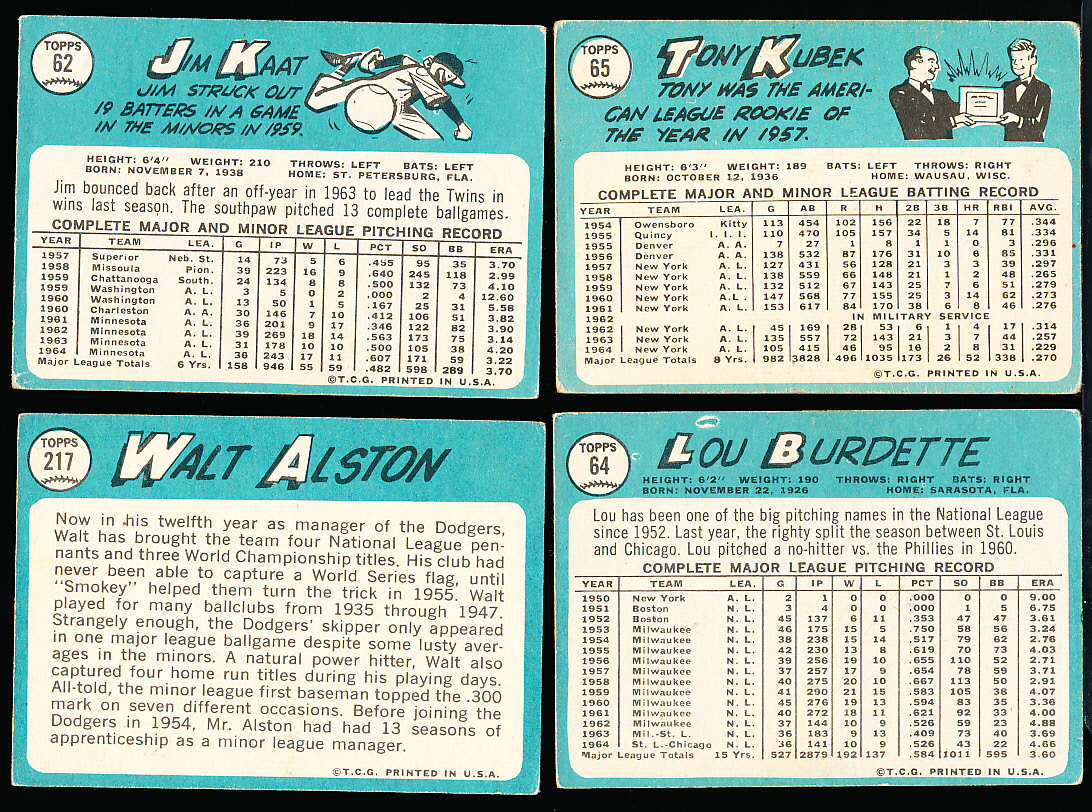 TOPPS
62
JIM KAAT
JIM STRUCK OUT
19 BATTERS IN A GAME
IN THE MINORS IN 1959.
HEIGHT: 6'4" WEIGHT: 210 THROWS: LEFT BATS: LEFT
BORN: NOVEMBER 7, 1938 HOME: ST. PETERSBURG, FLA.
Jim bounced back after an off-year in 1963 to lead the Twins in
wins last season. The southpaw pitched 13 complete ballgames.
COMPLETE MAJOR AND MINOR LEAGUE PITCHING RECORD
YEAR TEAM LEA. G IP W L PCT SO BB ERA
1957 Superior Neb. St. 14 73 5 6 .455 95 35 3.70
1958 Missoula Pion. 39 223 16 9 .640 245 118 2.99
1959 Chattanooga South. 24 134 8 8 .500 132 73 4.10
1959 Washington A. L. 3 5 0 2 .000 2 4 12.60
1960 Washington A. L. 13 50 1 5 .167 25 31 5.58
1960 Charleston A. A. 30 146 7 10 .412 106 51 3.82
1961 Minnesota A. L. 36 201 9 17 .346 122 82 3.90
1962 Minnesota A. L. 39 269 18 14 .563 173 75 3.14
1963 Minnesota A. L. 31 178 10 10 .500 105 38 4.20
1964 Minnesota A. L. 36 243 17 11 .607 171 59 3.22
Major League Totals 6 Yrs. 158 946 55 59 .482 598 289 3.70
©T.C.G. PRINTED IN U.S.A.
TOPPS
65
TONY KUBEK
TONY WAS THE AMERI-
CAN LEAGUE ROOKIE OF
THE YEAR IN 1957.
HEIGHT: 6'3" WEIGHT: 189 BATS: LEFT THROWS: RIGHT
BORN: OCTOBER 12, 1936 HOME: WAUSAU, WISC.
COMPLETE MAJOR AND MINOR LEAGUE BATTING RECORD
YEAR TEAM LEA. G AB R H 2B 3B HR RBI AVG.
1954 Owensboro Kitty 113 454 102 156 22 18 7 77 .344
1955 Quincy I. I. I. 110 470 105 157 34 5 14 81 .334
1955 Denver A. A. 7 27 1 8 1 1 0 3 .296
1956 Denver A. A. 138 532 87 176 31 10 6 85 .331
1957 New York A. L. 127 431 56 128 21 3 3 39 .297
1958 New York A. L. 138 559 66 148 21 1 2 48 .265
1959 New York A. L. 132 512 67 143 25 7 6 51 .279
1960 New York A. L. 147 568 77 155 25 3 14 62 .273
1961 New York A. L. 153 617 84 170 38 6 8 46 .276
1962 IN MILITARY SERVICE
1962 New York A. L. 45 169 28 53 6 1 4 17 .314
1963 New York A. L. 135 557 72 143 21 3 7 44 .257
1964 New York A. L. 105 415 46 95 16 2 8 31 .229
Major League Totals 8 Yrs. 982 3828 496 1035 173 26 52 338 .270
©T.C.G. PRINTED IN U.S.A.
TOPPS
217
WALT ALSTON
Now in his twelfth year as manager of the Dodgers,
Walt has brought the team four National League pen-
nants and three World Championship titles. His club had
never been able to capture a World Series flag, until
"Smokey" helped them turn the trick in 1955. Walt
played for many ballclubs from 1935 through 1947.
Strangely enough, the Dodgers' skipper only appeared
in one major league ballgame despite some lusty aver-
ages in the minors. A natural power hitter, Walt also
captured four home run titles during his playing days.
All-told, the minor league first baseman topped the .300
mark on seven different occasions. Before joining the
Dodgers in 1954, Mr. Alston had had 13 seasons of
apprenticeship as a minor league manager.
©T.C.G. PRINTED IN U.S.A.
TOPPS
64
LOU BURDETTE
HEIGHT: 6'2" WEIGHT: 190 THROWS: RIGHT BATS: RIGHT
BORN: NOVEMBER 22, 1926 HOME: SARASOTA, FLA.
Lou has been one of the big pitching names in the National League
since 1952. Last year, the righty split the season between St. Louis
and Chicago. Lou pitched a no-hitter vs. the Phillies in 1960.
COMPLETE MAJOR LEAGUE PITCHING RECORD
YEAR TEAM LEA. G IP W L PCT SO BB ERA
1950 New York A. L. 2 1 0 0 .000 0 0 9.00
1951 Boston N. L. 3 4 0 0 .000 1 5 6.75
1952 Boston N. L. 45 137 6 11 .353 47 47 3.61
1953 Milwaukee N. L. 46 175 15 5 .750 58 56 3.24
1954 Milwaukee N. L. 38 238 15 14 .517 79 62 2.76
1955 Milwaukee N. L. 42 230 13 8 .619 70 73 4.03
1956 Milwaukee N. L. 39 256 19 10 .655 110 52 2.71
1957 Milwaukee N. L. 37 257 17 9 .654 78 59 3.71
1958 Milwaukee N. L. 40 275 20 10 .667 113 50 2.91
1959 Milwaukee N. L. 41 290 21 15 .583 105 38 4.07
1960 Milwaukee N. L. 45 276 19 13 .594 83 35 3.36
1961 Milwaukee N. L. 40 272 18 11 .621 92 33 4.00
1962 Milwaukee N. L. 37 144 10 9 .526 59 23 4.88
1963 Mil.-St. L. N. L. 36 183 9 13 .409 73 40 3.69
1964 St. L.-Chicago N. L. 36 141 10 9 .526 43 22 4.66
Major League Totals 15 Yrs. 527 2879 192 137 .584 1011 595 3.60
©T.C.G. PRINTED IN U.S.A.